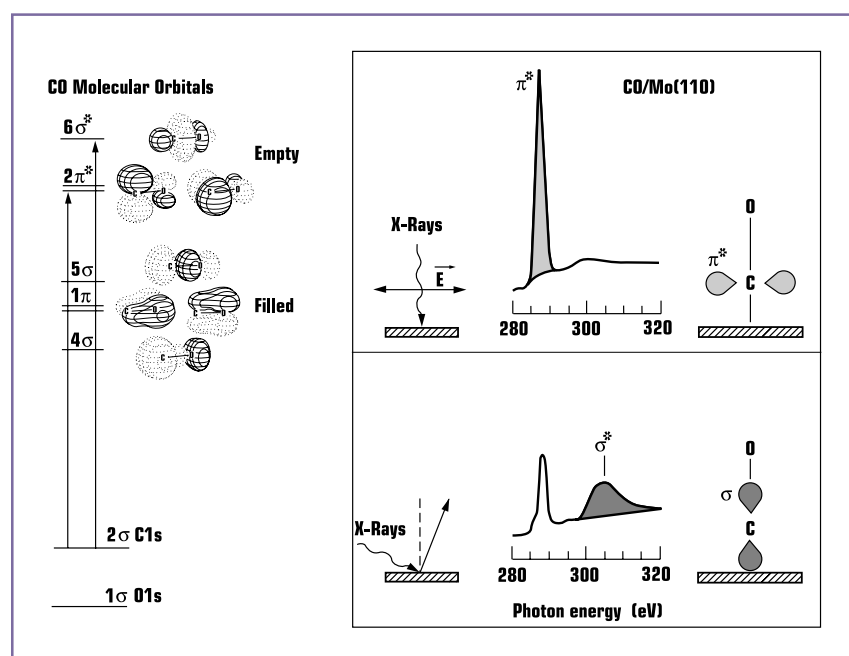 CO Molecular Orbitals
6σ*
Empty
2π*
C O
C O
C O
5σ
C
1π
Filled
C O
C O
4σ
C O
2σ C1s
1σ O1s
CO/Mo(110)
π*
X-Rays
E
280 300 320
O
π*
C
σ*
X-Rays
280 300 320
Photon energy (eV)
O
σ
C